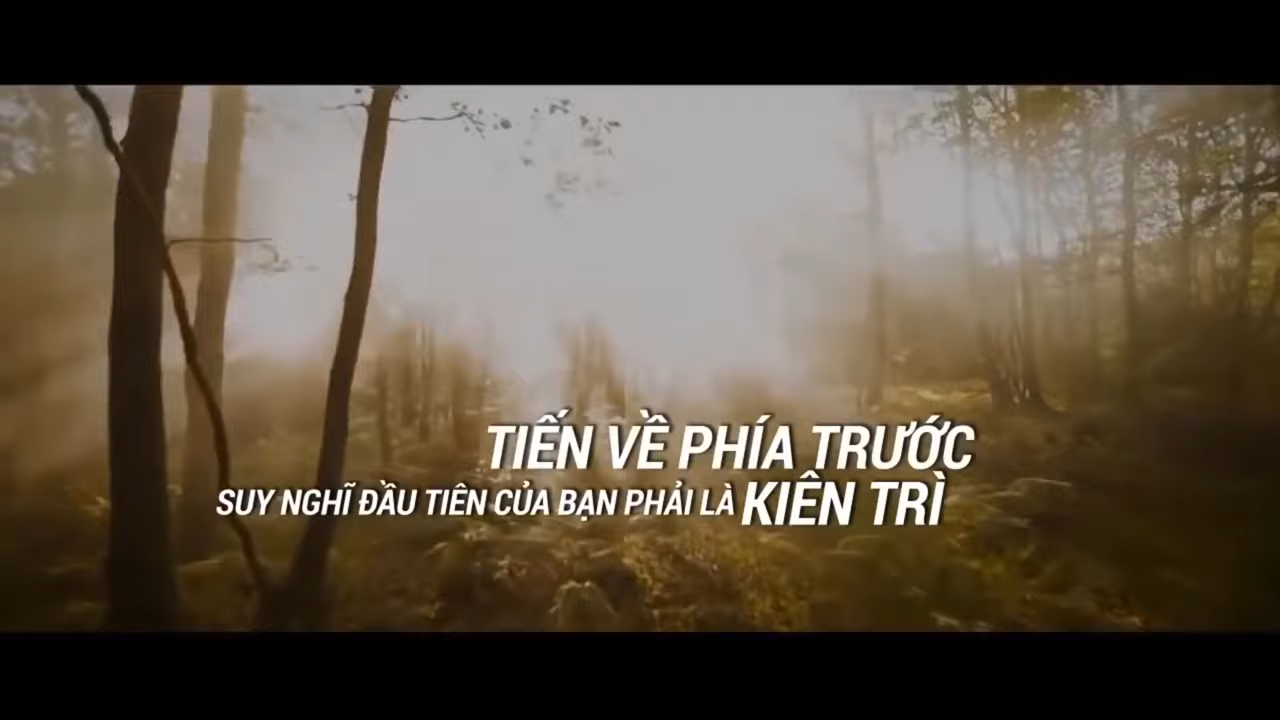 TIẾN VỀ PHÍA TRƯỚC
SUY NGHĨ ĐẦU TIÊN CỦA BẠN PHẢI LÀ KIÊN TRÌ